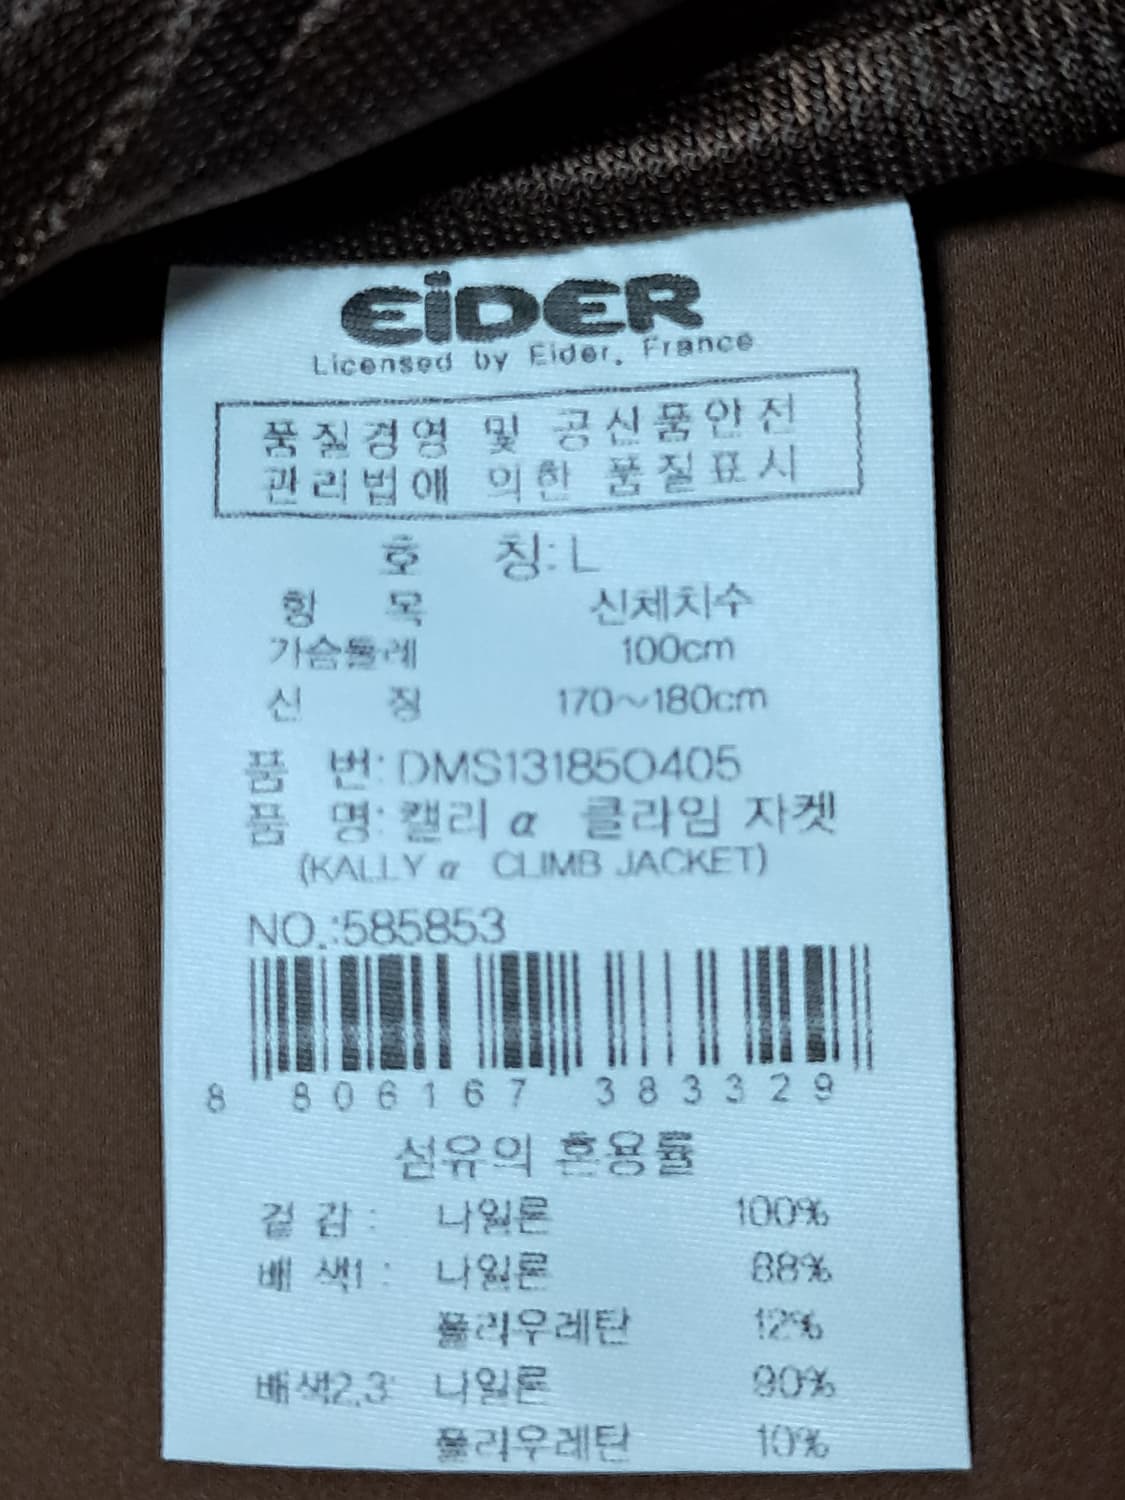 EiDER
Licensed by Eider. France
품질경영 및 공산품안전
관리법에 의한 품질표시
호 칭: L
항 목 신체치수
가슴둘레 100cm
신 장 170~180cm
품 번: DMS13185O405
품 명: 캘리 α 클라임 자켓
(KALLY α CLIMB JACKET)
NO.:585853
8 806167 383329
섬유의 혼용률
겉 감 : 나일론 100%
배 색1 : 나일론 88%
폴리우레탄 12%
배색2,3: 나일론 90%
폴리우레탄 10%